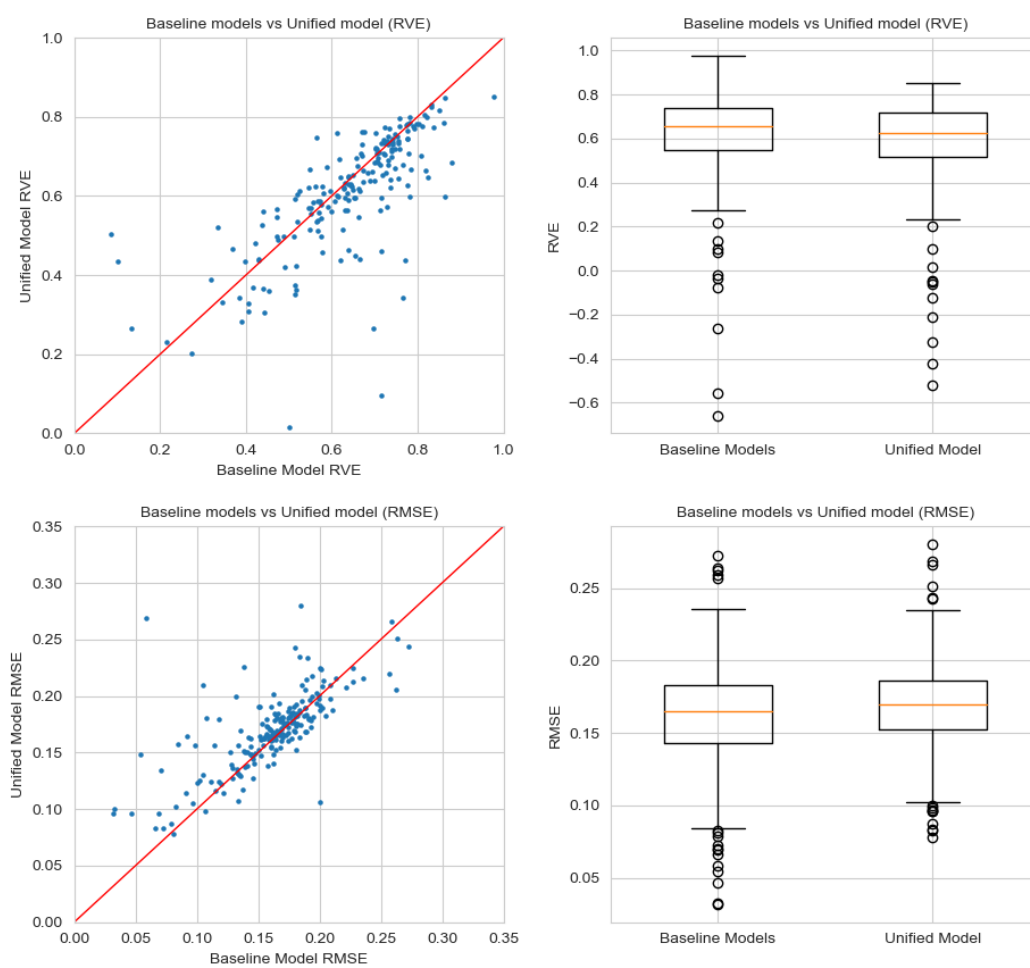 Baseline models vs Unified model (RVE)
1.0
0.8
0.6
0.4
0.2
0.0
Unified Model RVE
0.0 0.2 0.4 0.6 0.8 1.0
Baseline Model RVE
Baseline models vs Unified model (RVE)
1.0
0.8
0.6
0.4
0.2
0.0
−0.2
−0.4
−0.6
RVE
Baseline Models Unified Model
Baseline models vs Unified model (RMSE)
0.35
0.30
0.25
0.20
0.15
0.10
0.05
0.00
Unified Model RMSE
0.00 0.05 0.10 0.15 0.20 0.25 0.30 0.35
Baseline Model RMSE
Baseline models vs Unified model (RMSE)
0.25
0.20
0.15
0.10
0.05
RMSE
Baseline Models Unified Model